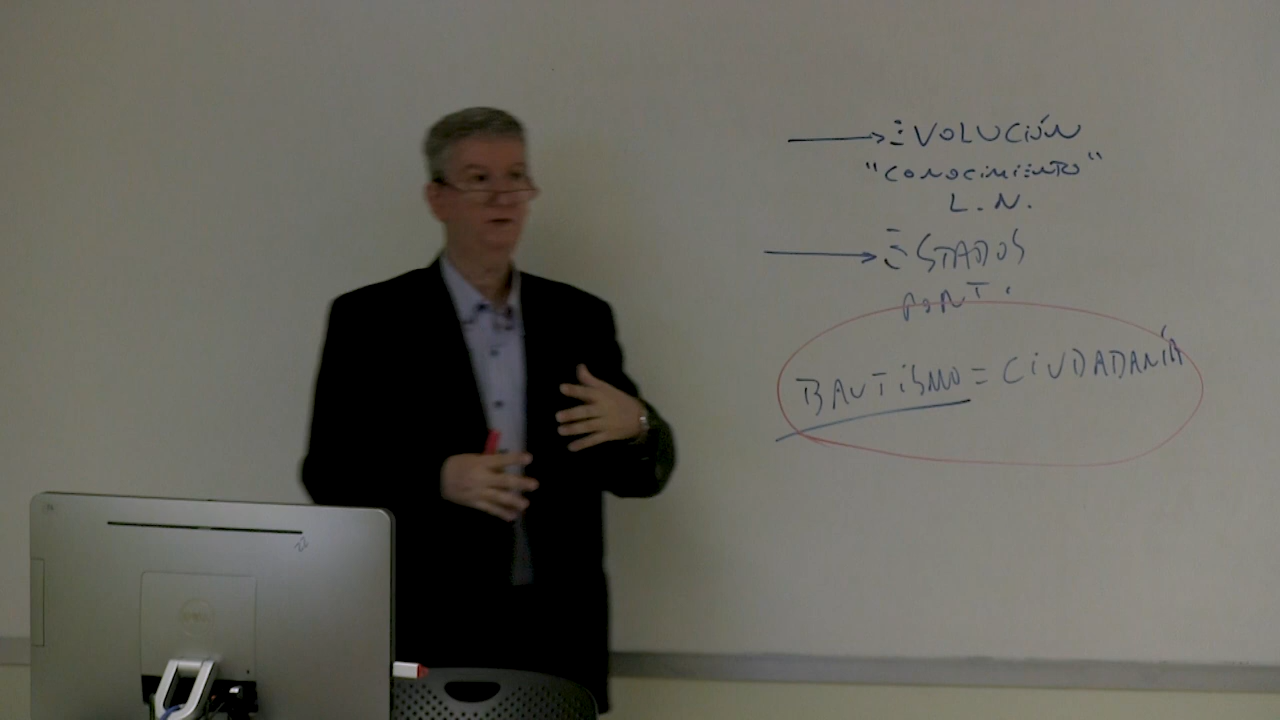 EVOLUCIÓN
"CONOCIMIENTO"
L.N.
ESTADOS
PONT.
BAUTISMO = CIUDADANÍA